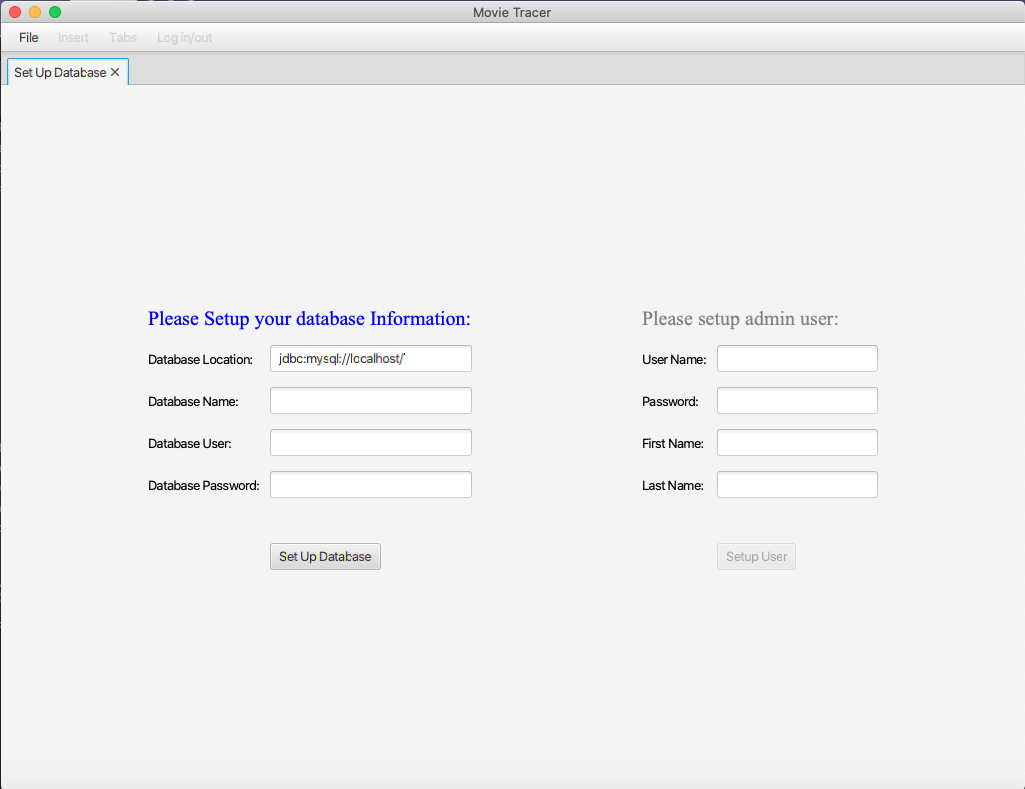 Movie Tracer
File Insert Tabs Log in/out
Set Up Database ✕
Please Setup your database Information:
Database Location: jdbc:mysql://localhost/
Database Name:
Database User:
Database Password:
Set Up Database
Please setup admin user:
User Name:
Password:
First Name:
Last Name:
Setup User